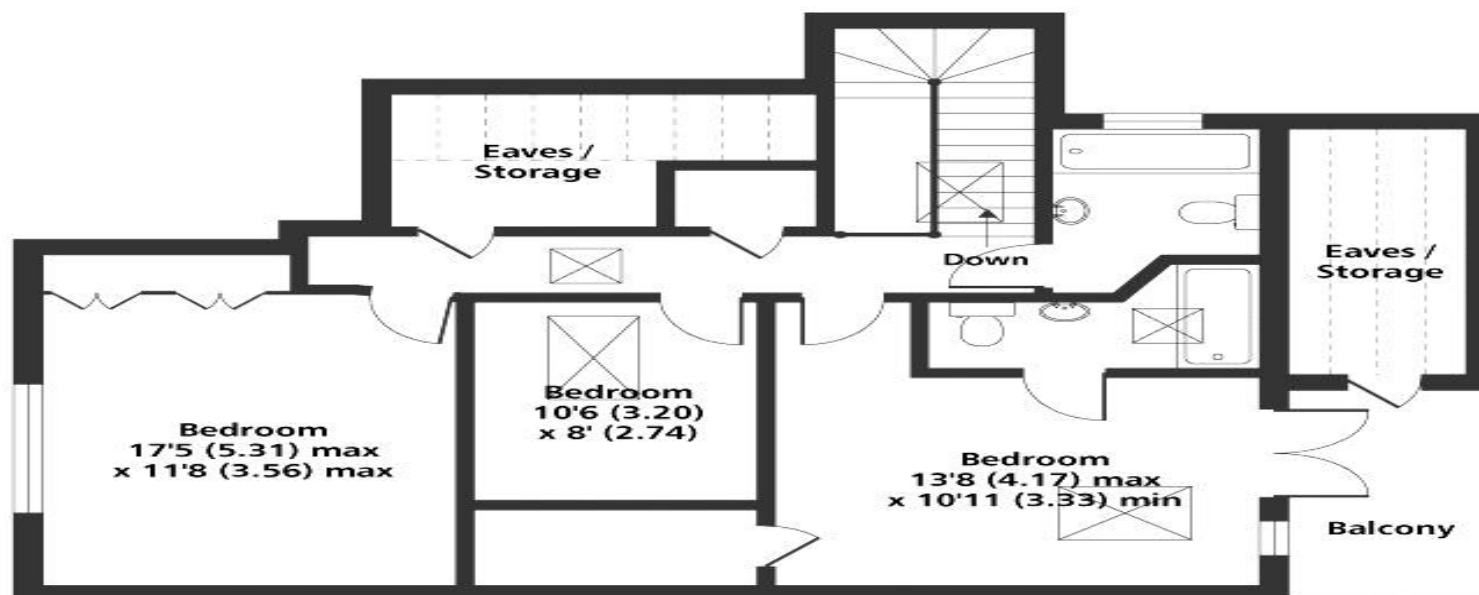 Eaves /
Storage
Eaves /
Storage
Down
Bedroom
17'5 (5.31) max
x 11'8 (3.56) max
Bedroom
10'6 (3.20)
x 8' (2.74)
Bedroom
13'8 (4.17) max
x 10'11 (3.33) min
Balcony